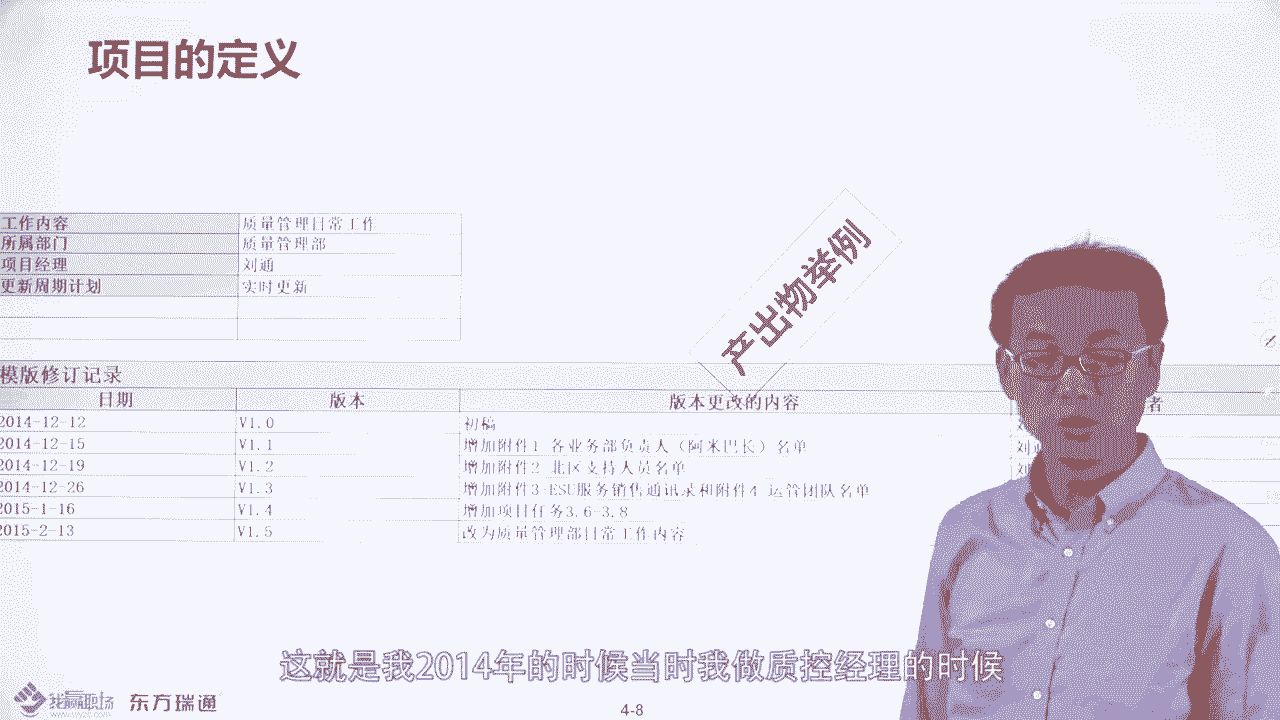 项目的定义
工作内容 质量管理日常工作
所属部门 质量管理部
项目经理 刘通
更新周期计划 实时更新
产出物举例
模版修订记录
日期 版本 版本更改的内容 者
2014-12-12 V1.0 初稿
2014-12-15 V1.1 增加附件1 各业务部负责人（阿米巴长）名单
2014-12-19 V1.2 增加附件2 北区支持人员名单 刘
2014-12-26 V1.3 增加附件3 ESE服务销售通讯录和附件4 运管团队名单
2015-1-16 V1.4 增加项目任务3.6-3.8
2015-2-13 V1.5 改为质量管理部日常工作内容
这就是我2014年的时候当时我做质控经理的时候
我赢职场 东方瑞通
4-8